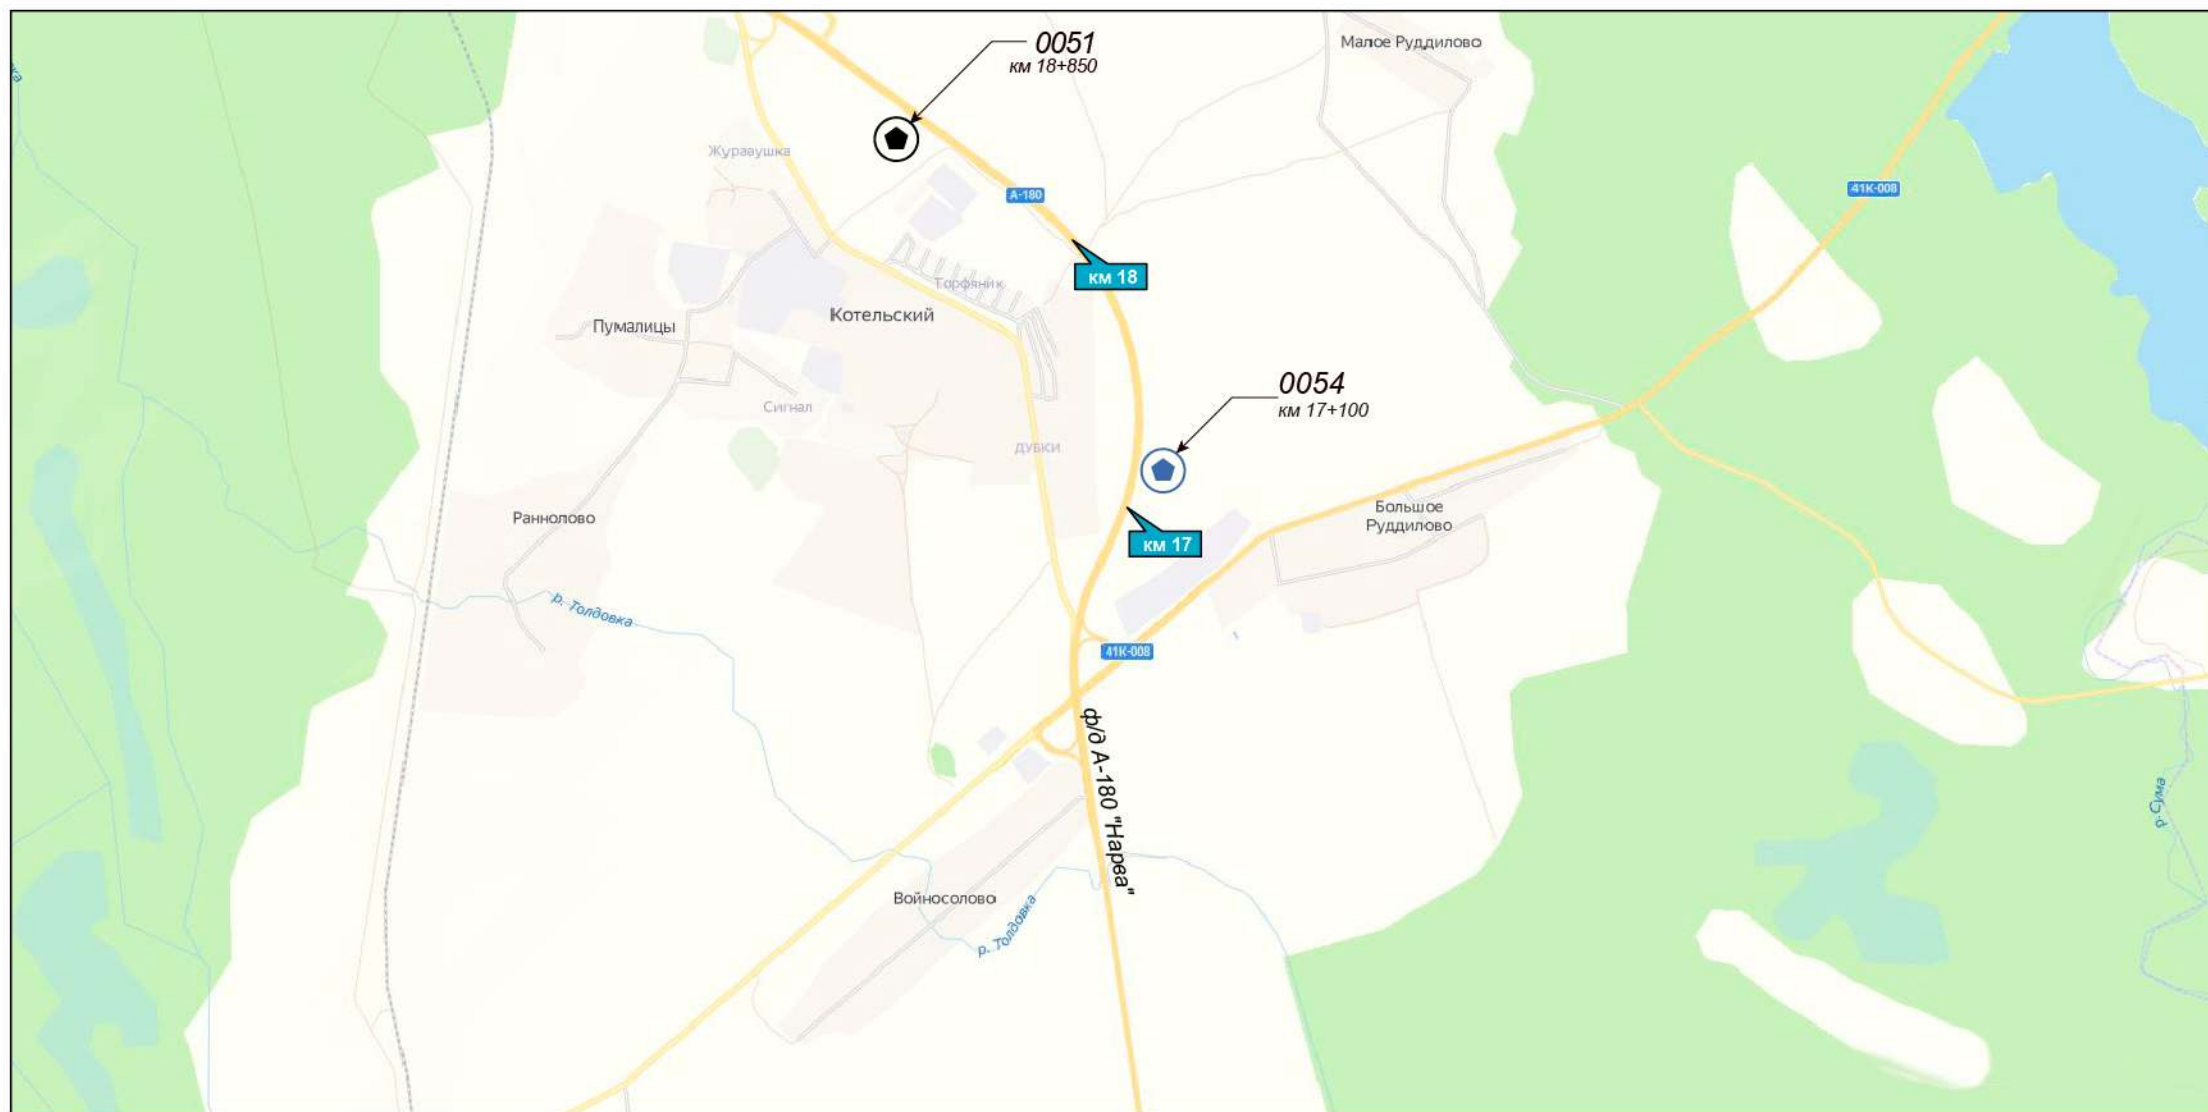 0051
км 18+850
Малое Руддилово
Журавушка
А-180
41К-008
км 18
Торфяник
Котельский
Пумалицы
0054
км 17+100
Сигнал
ДУБКИ
Большое
Руддилово
Раннолово
км 17
р. Толдовка
41К-008
ф/д А-180 "Нарва"
р. Сума
Войносолово
р. Толдовка